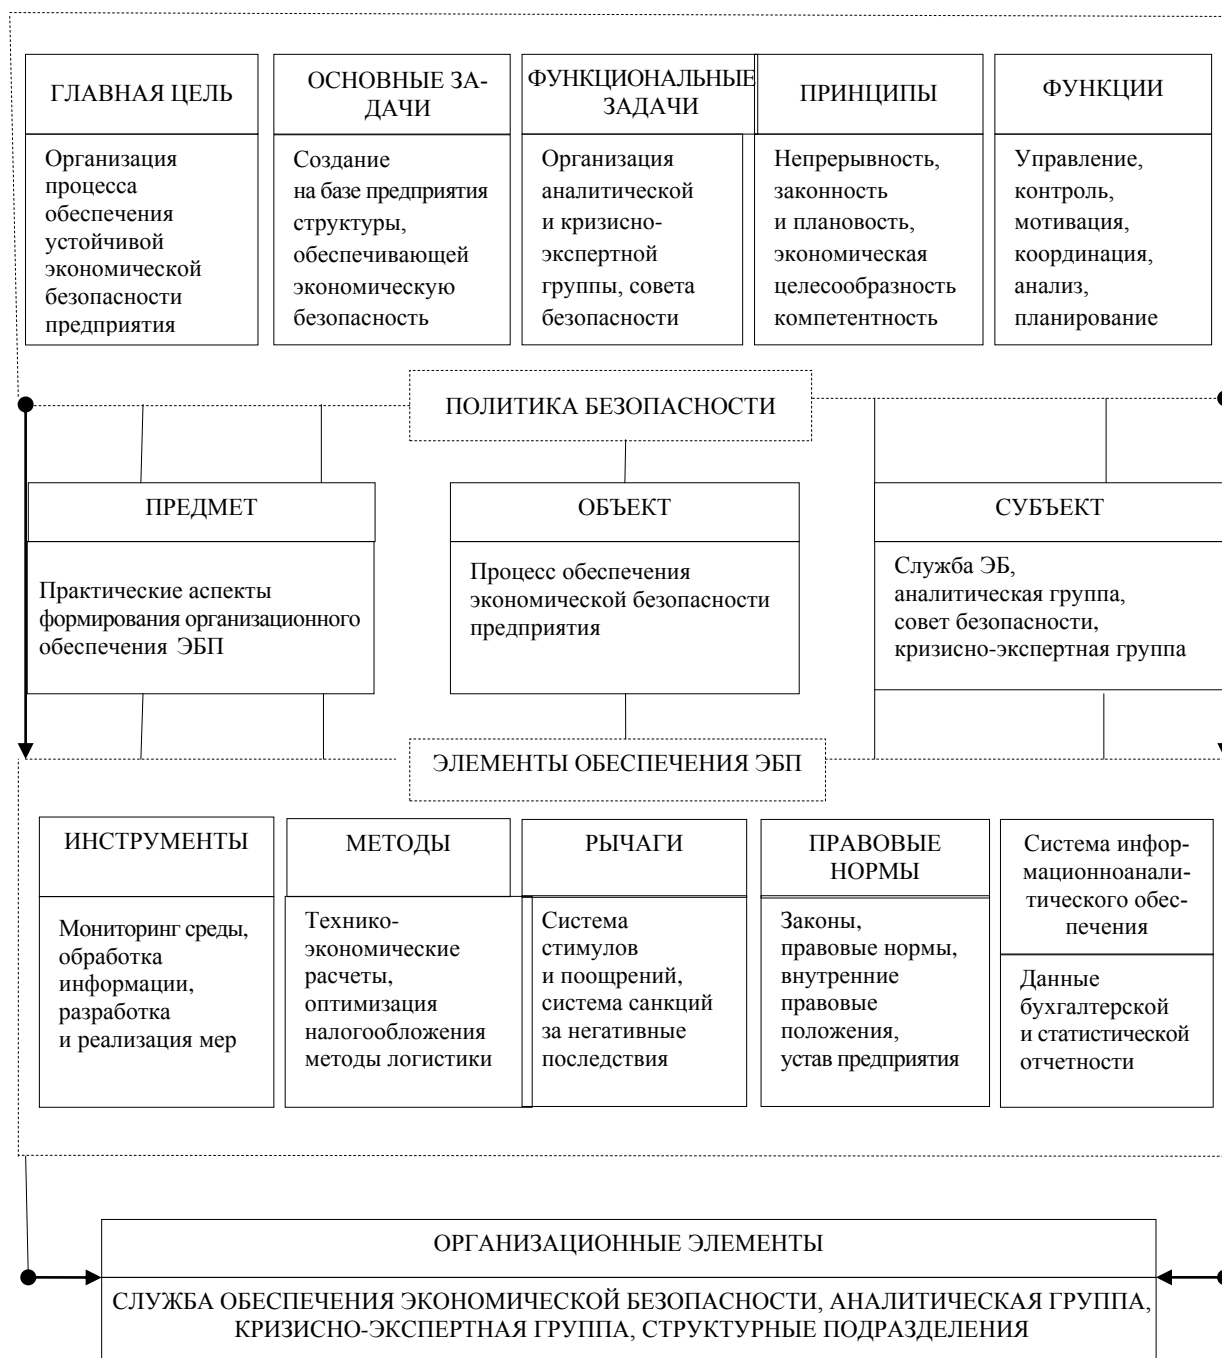 ГЛАВНАЯ ЦЕЛЬ
Организация
процесса
обеспечения
устойчивой
экономической
безопасности
предприятия
ОСНОВНЫЕ ЗА-
ДАЧИ
Создание
на базе предприятия
структуры,
обеспечивающей
экономическую
безопасность
ФУНКЦИОНАЛЬНЫЕ
ЗАДАЧИ
Организация
аналитической
и кризисно-
экспертной
группы, совета
безопасности
ПРИНЦИПЫ
Непрерывность,
законность
и плановость,
экономическая
целесообразность
компетентность
ФУНКЦИИ
Управление,
контроль,
мотивация,
координация,
анализ,
планирование
ПОЛИТИКА БЕЗОПАСНОСТИ
ПРЕДМЕТ
Практические аспекты
формирования организационного
обеспечения ЭБП
ОБЪЕКТ
Процесс обеспечения
экономической безопасности
предприятия
СУБЪЕКТ
Служба ЭБ,
аналитическая группа,
совет безопасности,
кризисно-экспертная группа
ЭЛЕМЕНТЫ ОБЕСПЕЧЕНИЯ ЭБП
ИНСТРУМЕНТЫ
Мониторинг среды,
обработка
информации,
разработка
и реализация мер
МЕТОДЫ
Технико-
экономические
расчеты,
оптимизация
налогообложения
методы логистики
РЫЧАГИ
Система
стимулов
и поощрений,
система санкций
за негативные
последствия
ПРАВОВЫЕ
НОРМЫ
Законы,
правовые нормы,
внутренние
правовые
положения,
устав предприятия
Система инфор-
мационноанали-
тического обес-
печения
Данные
бухгалтерской
и статистической
отчетности
ОРГАНИЗАЦИОННЫЕ ЭЛЕМЕНТЫ
СЛУЖБА ОБЕСПЕЧЕНИЯ ЭКОНОМИЧЕСКОЙ БЕЗОПАСНОСТИ, АНАЛИТИЧЕСКАЯ ГРУППА,
КРИЗИСНО-ЭКСПЕРТНАЯ ГРУППА, СТРУКТУРНЫЕ ПОДРАЗДЕЛЕНИЯ